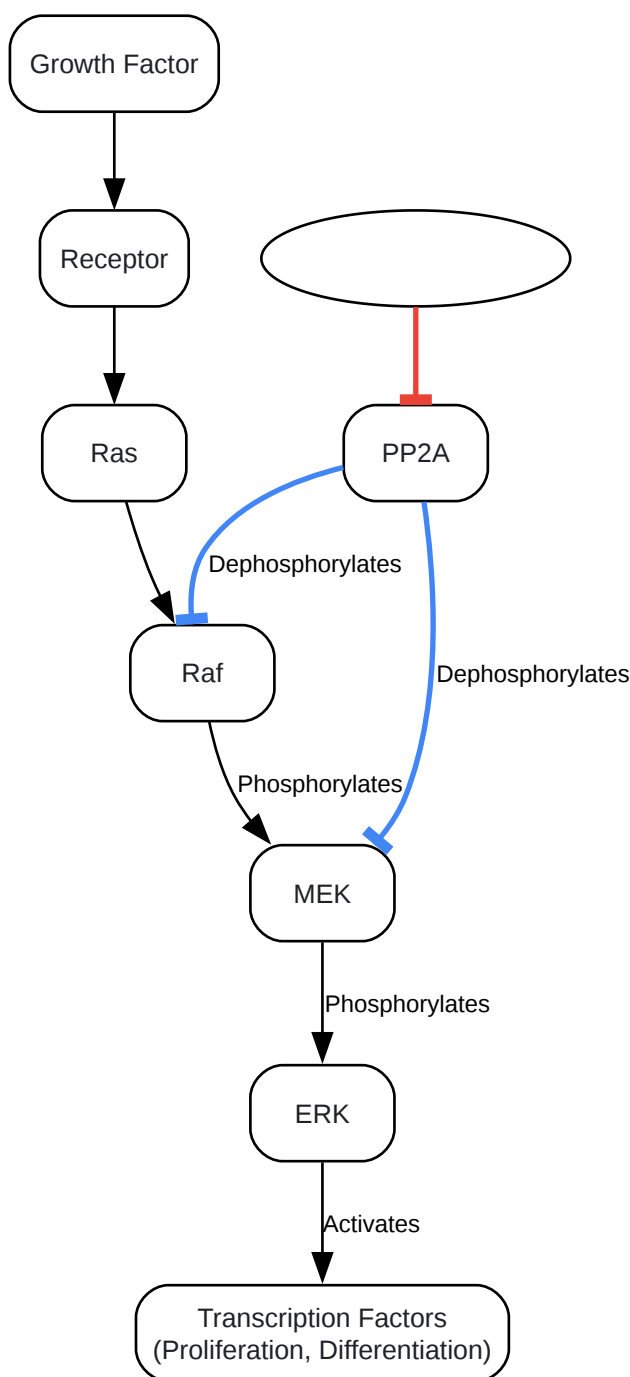 Growth Factor
Receptor
Ras
PP2A
Dephosphorylates
Raf
Dephosphorylates
Phosphorylates
MEK
Phosphorylates
ERK
Activates
Transcription Factors
(Proliferation, Differentiation)